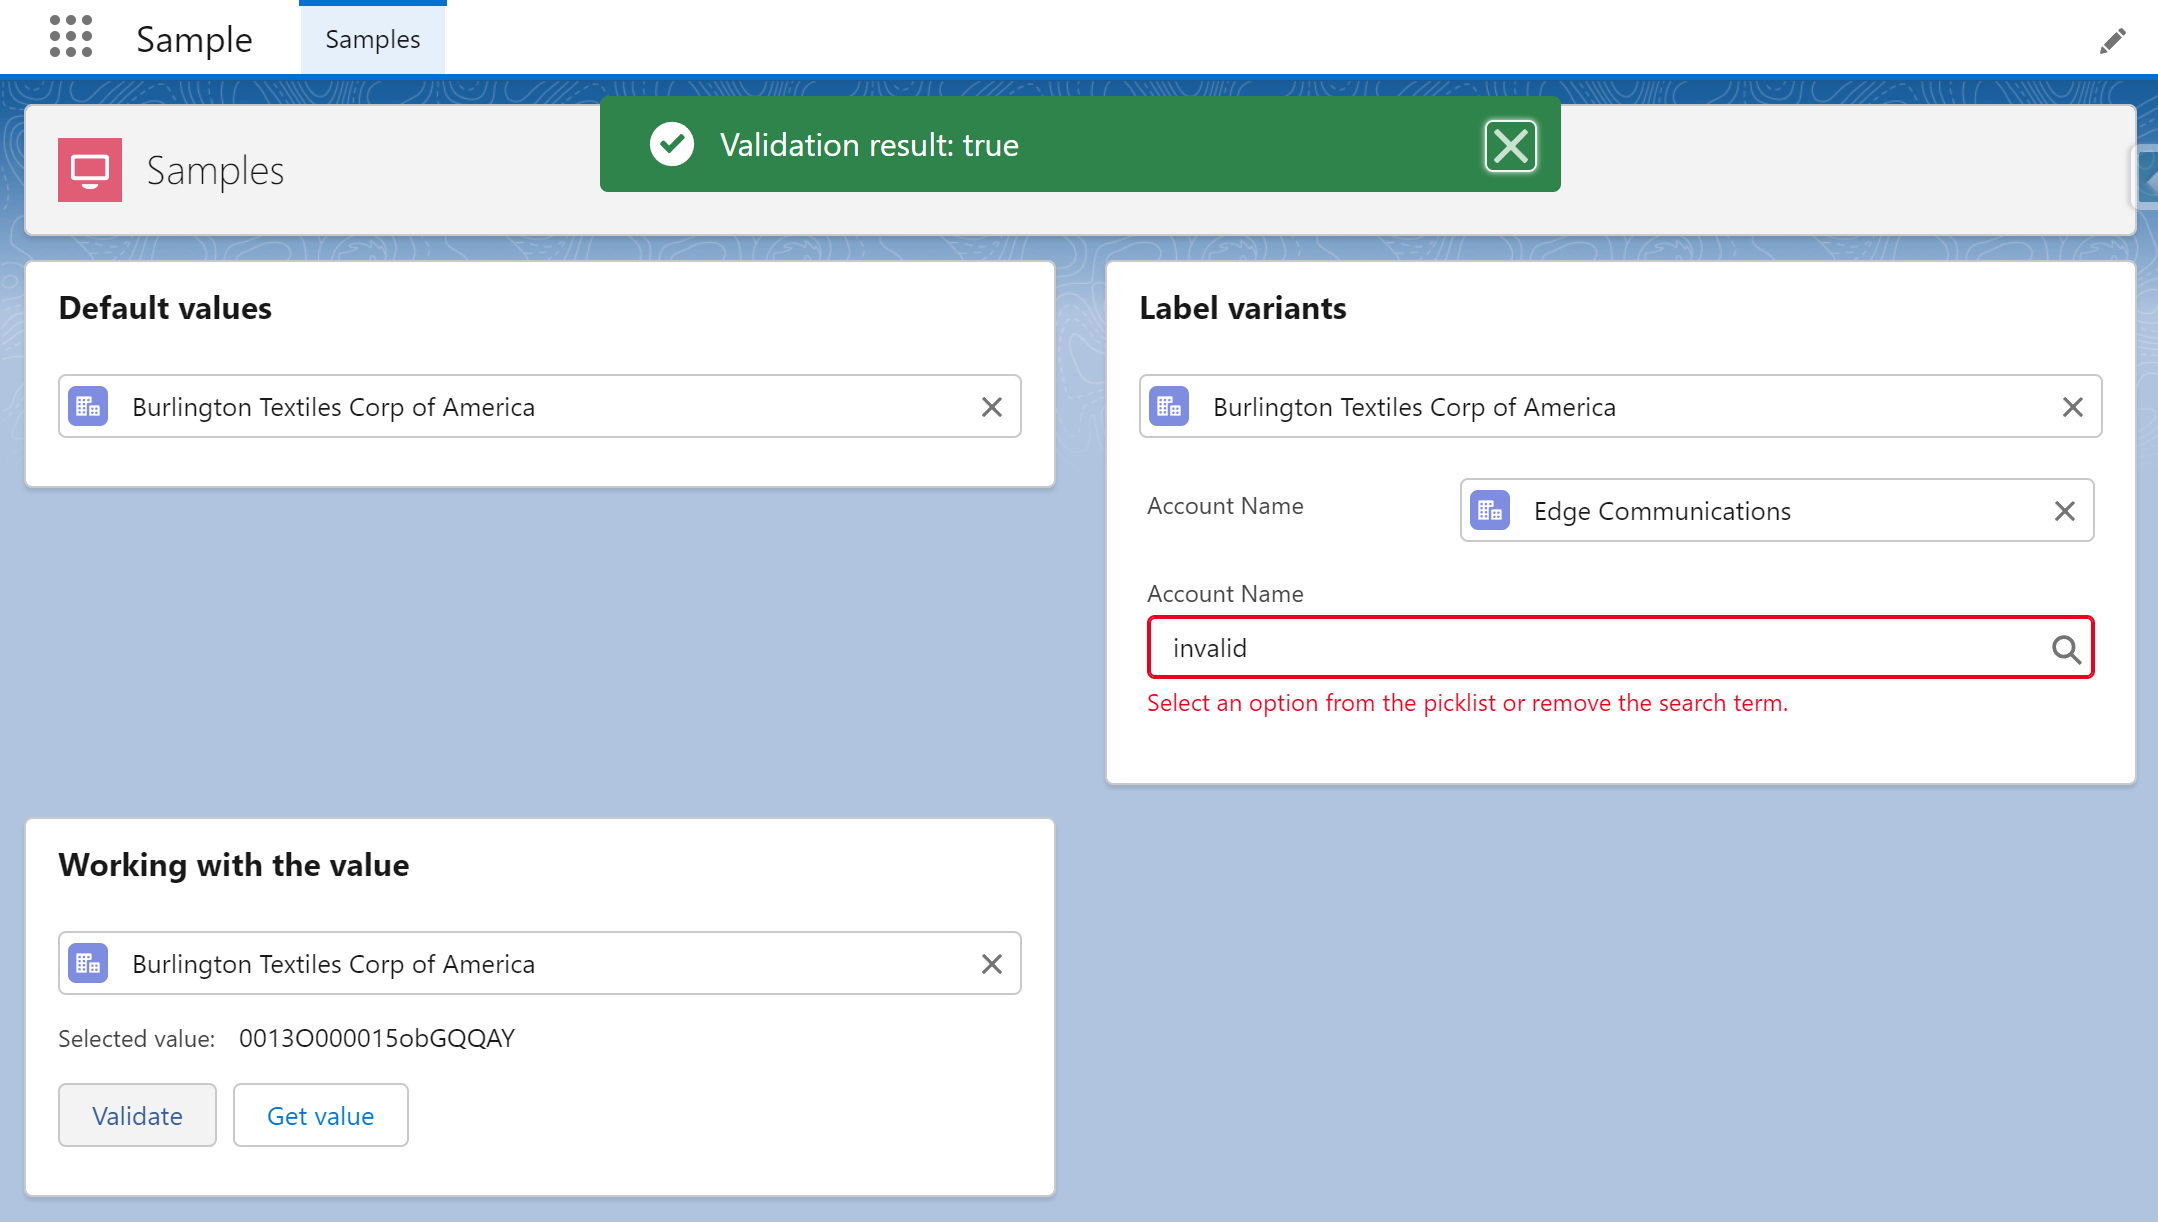 Sample
Samples
Validation result: true
Samples
Default values
Burlington Textiles Corp of America
Label variants
Burlington Textiles Corp of America
Account Name
Edge Communications
Account Name
invalid
Select an option from the picklist or remove the search term.
Working with the value
Burlington Textiles Corp of America
Selected value: 0013O000015obGQQAY
Validate
Get value